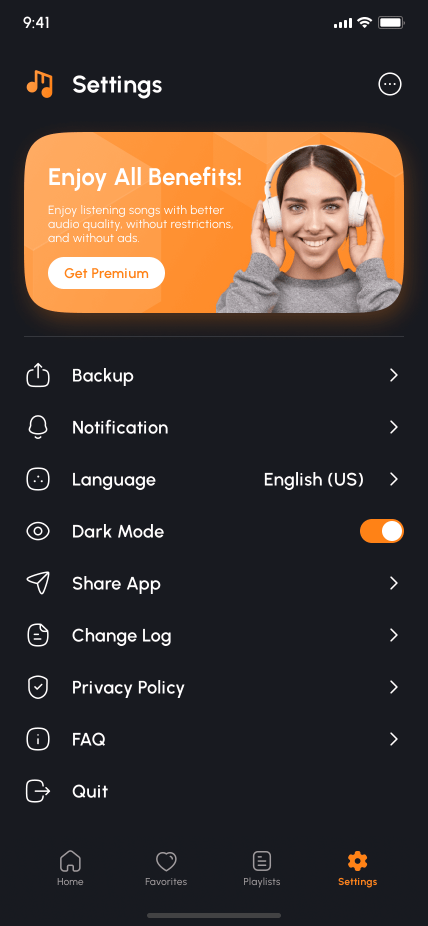 9:41
Settings
Enjoy All Benefits!
Enjoy listening songs with better
audio quality, without restrictions,
and without ads.
Get Premium
Backup
Notification
Language English (US)
Dark Mode
Share App
Change Log
Privacy Policy
FAQ
Quit
Home Favorites Playlists Settings